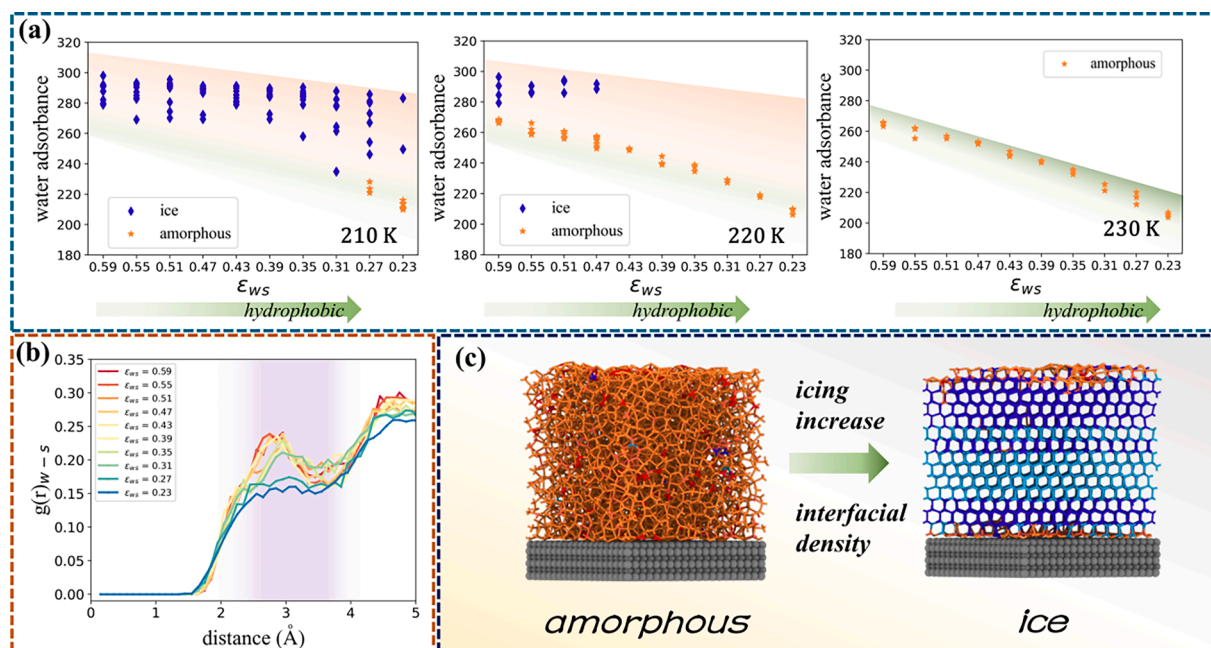 (a)
320
300
280
260
240
220
200
180
water adsorbance
ice
amorphous
210 K
0.59 0.55 0.51 0.47 0.43 0.39 0.35 0.31 0.27 0.23
εws
hydrophobic
320
300
280
260
240
220
200
180
water adsorbance
ice
amorphous
220 K
0.59 0.55 0.51 0.47 0.43 0.39 0.35 0.31 0.27 0.23
εws
hydrophobic
320
300
280
260
240
220
200
180
water adsorbance
amorphous
230 K
0.59 0.55 0.51 0.47 0.43 0.39 0.35 0.31 0.27 0.23
εws
hydrophobic
(b)
0.35
0.30
0.25
0.20
0.15
0.10
0.05
0.00
g(r)w − s
εws = 0.59
εws = 0.55
εws = 0.51
εws = 0.47
εws = 0.43
εws = 0.39
εws = 0.35
εws = 0.31
εws = 0.27
εws = 0.23
0 1 2 3 4 5
distance (Å)
(c)
icing
increase
interfacial
density
amorphous
ice